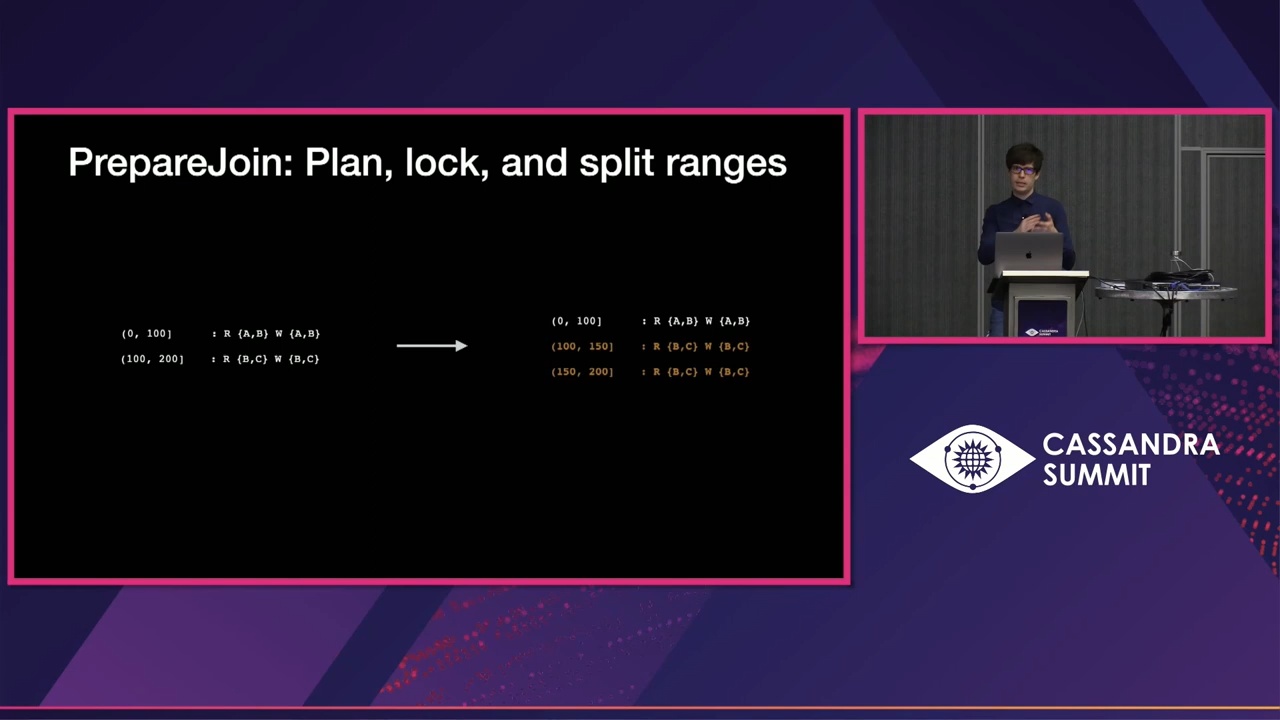 PrepareJoin: Plan, lock, and split ranges
(0, 100] : R {A,B} W {A,B}
(100, 200] : R {B,C} W {B,C}
(0, 100] : R {A,B} W {A,B}
(100, 150] : R {B,C} W {B,C}
(150, 200] : R {B,C} W {B,C}
CASSANDRA
SUMMIT